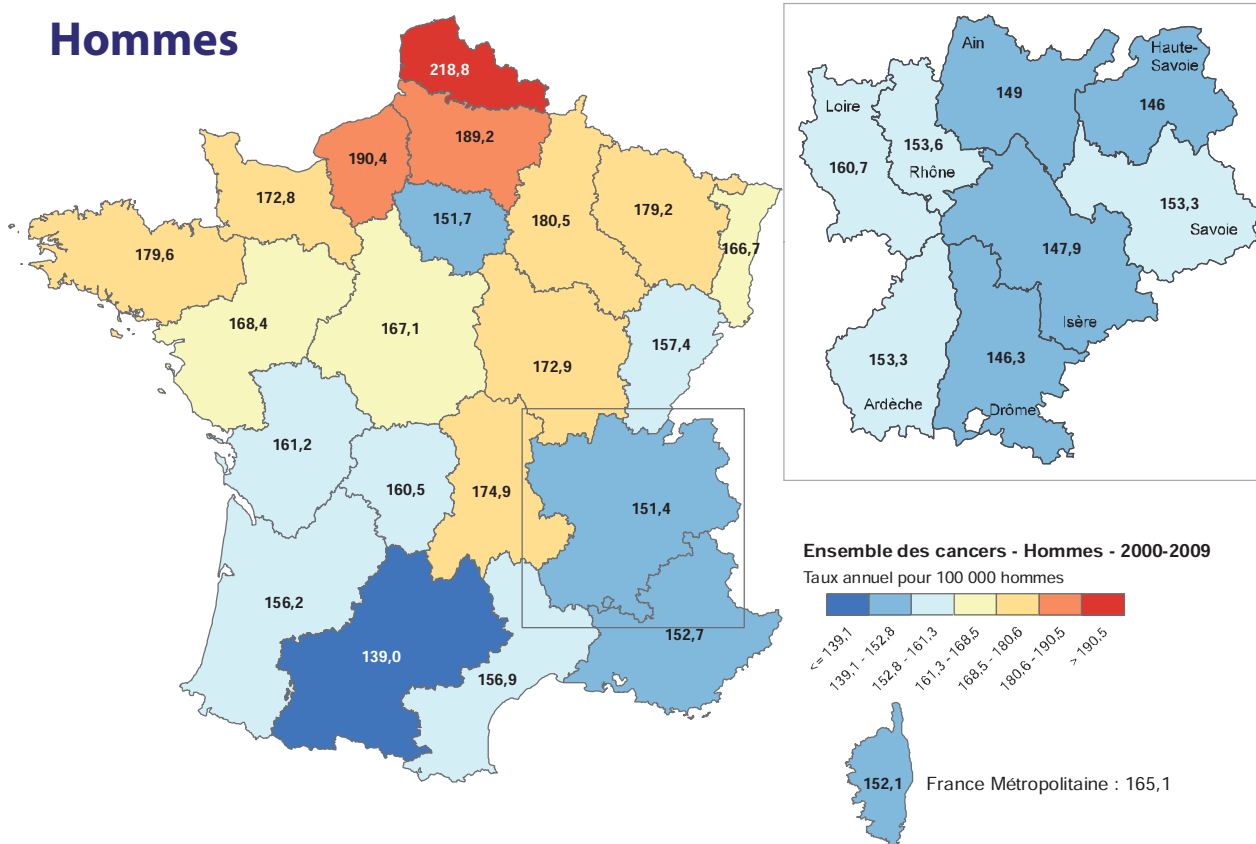 Hommes
218,8
190,4
189,2
172,8
151,7
180,5
179,2
166,7
179,6
168,4
167,1
157,4
172,9
161,2
160,5
174,9
151,4
156,2
139,0
156,9
152,7
Ain
Haute-
Savoie
149
146
Loire
160,7
153,6
Rhône
153,3
Savoie
147,9
Isère
153,3
Ardèche
146,3
Drôme
Ensemble des cancers - Hommes - 2000-2009
Taux annuel pour 100 000 hommes
<= 139,1
139,1 - 152,8
152,8 - 161,3
161,3 - 168,5
168,5 - 180,6
180,6 - 190,5
> 190,5
152,1
France Métropolitaine : 165,1